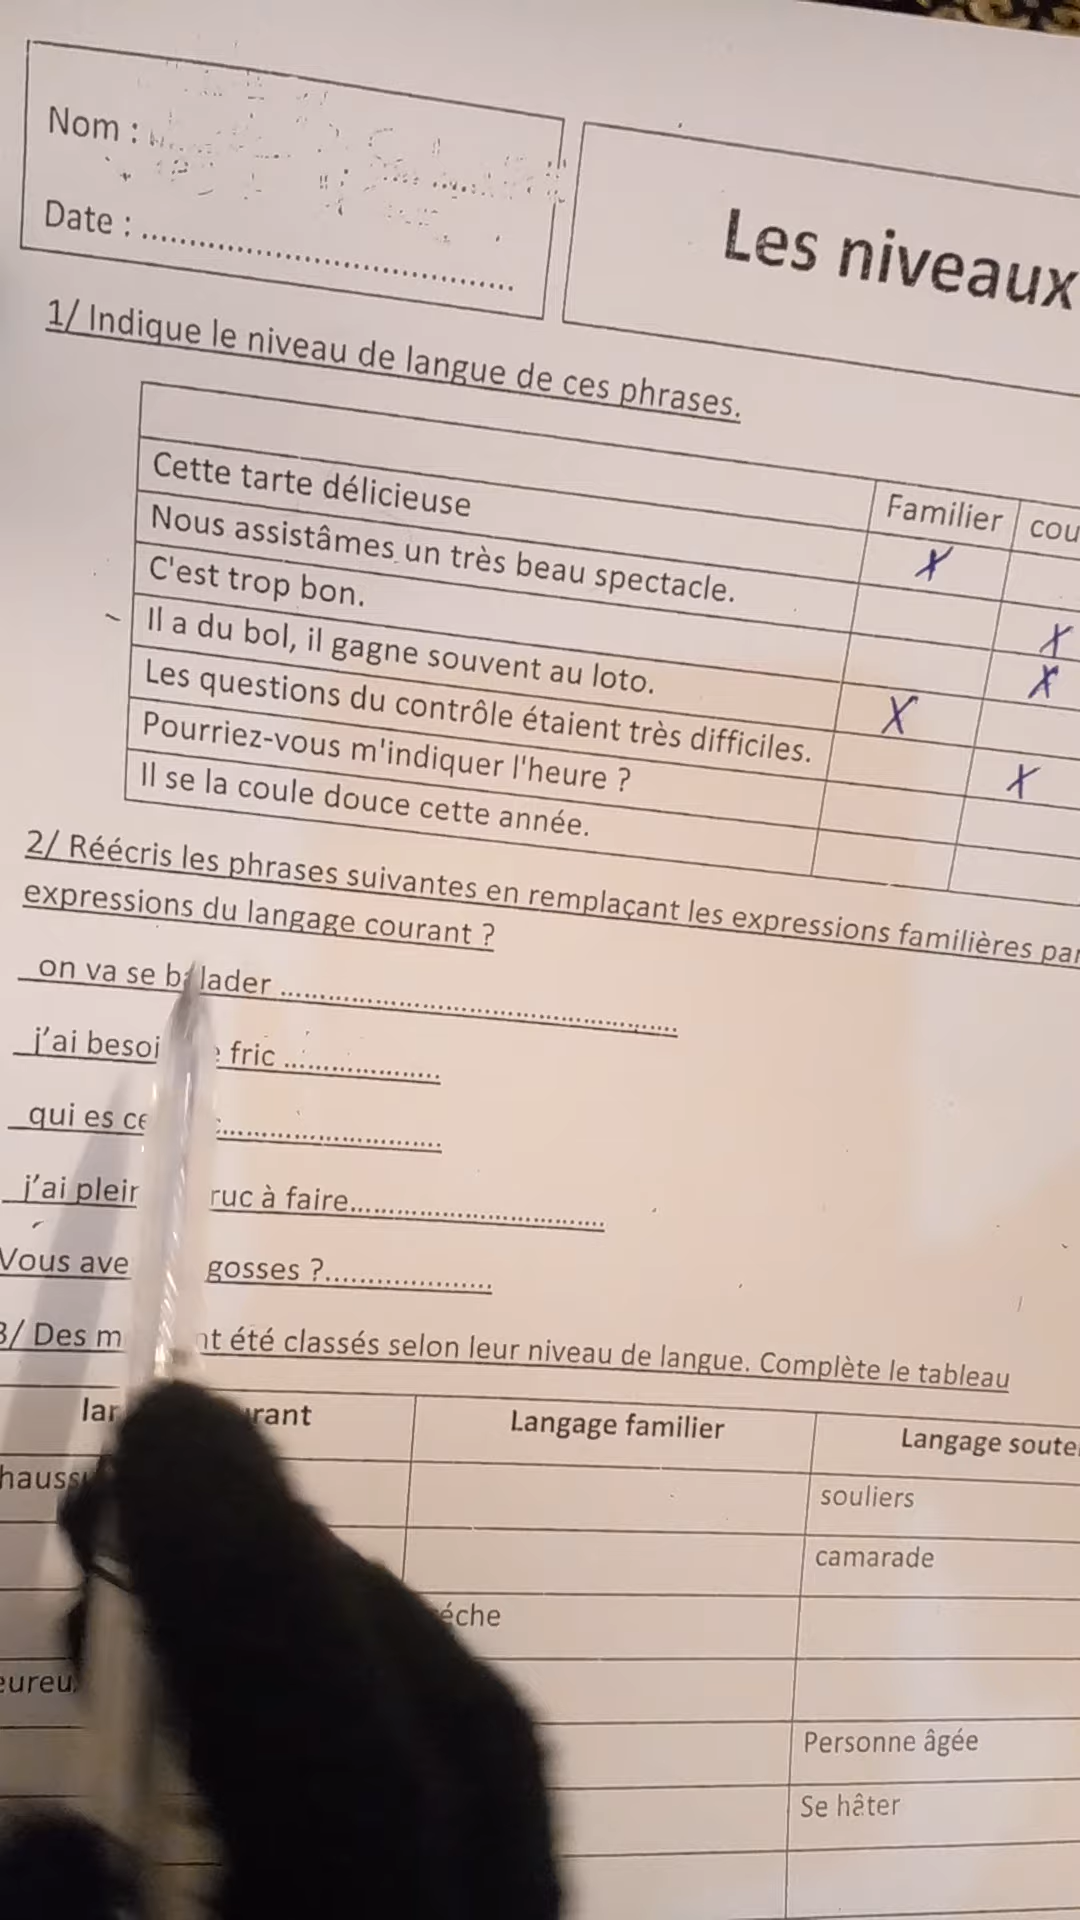 Nom :
Date : ..........................................
Les niveaux
1/ Indique le niveau de langue de ces phrases.
Familier cou
Cette tarte délicieuse X
Nous assistâmes un très beau spectacle. X
C'est trop bon. X
Il a du bol, il gagne souvent au loto. X
Les questions du contrôle étaient très difficiles. X
Pourriez-vous m'indiquer l'heure ?
Il se la coule douce cette année.
2/ Réécris les phrases suivantes en remplaçant les expressions familières par
expressions du langage courant ?
on va se balader ..........................................
j'ai besoi fric ....................
qui es ce ..............................
j'ai plein ruc à faire..............................
Vous ave gosses ?....................
3/ Des m nt été classés selon leur niveau de langue. Complète le tableau
lan urant Langage familier Langage soute
hauss souliers
camarade
éche
eureu
Personne âgée
Se hâter